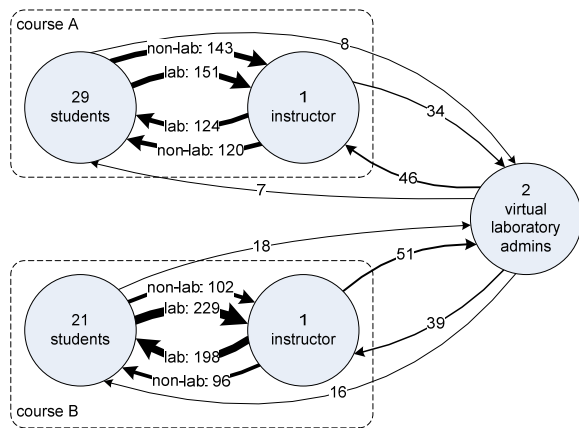 course A
non-lab: 143
lab: 151
29
students
1
instructor
lab: 124
non-lab: 120
8
34
46
7
2
virtual
laboratory
admins
18
51
non-lab: 102
lab: 229
21
students
1
instructor
lab: 198
non-lab: 96
39
16
course B